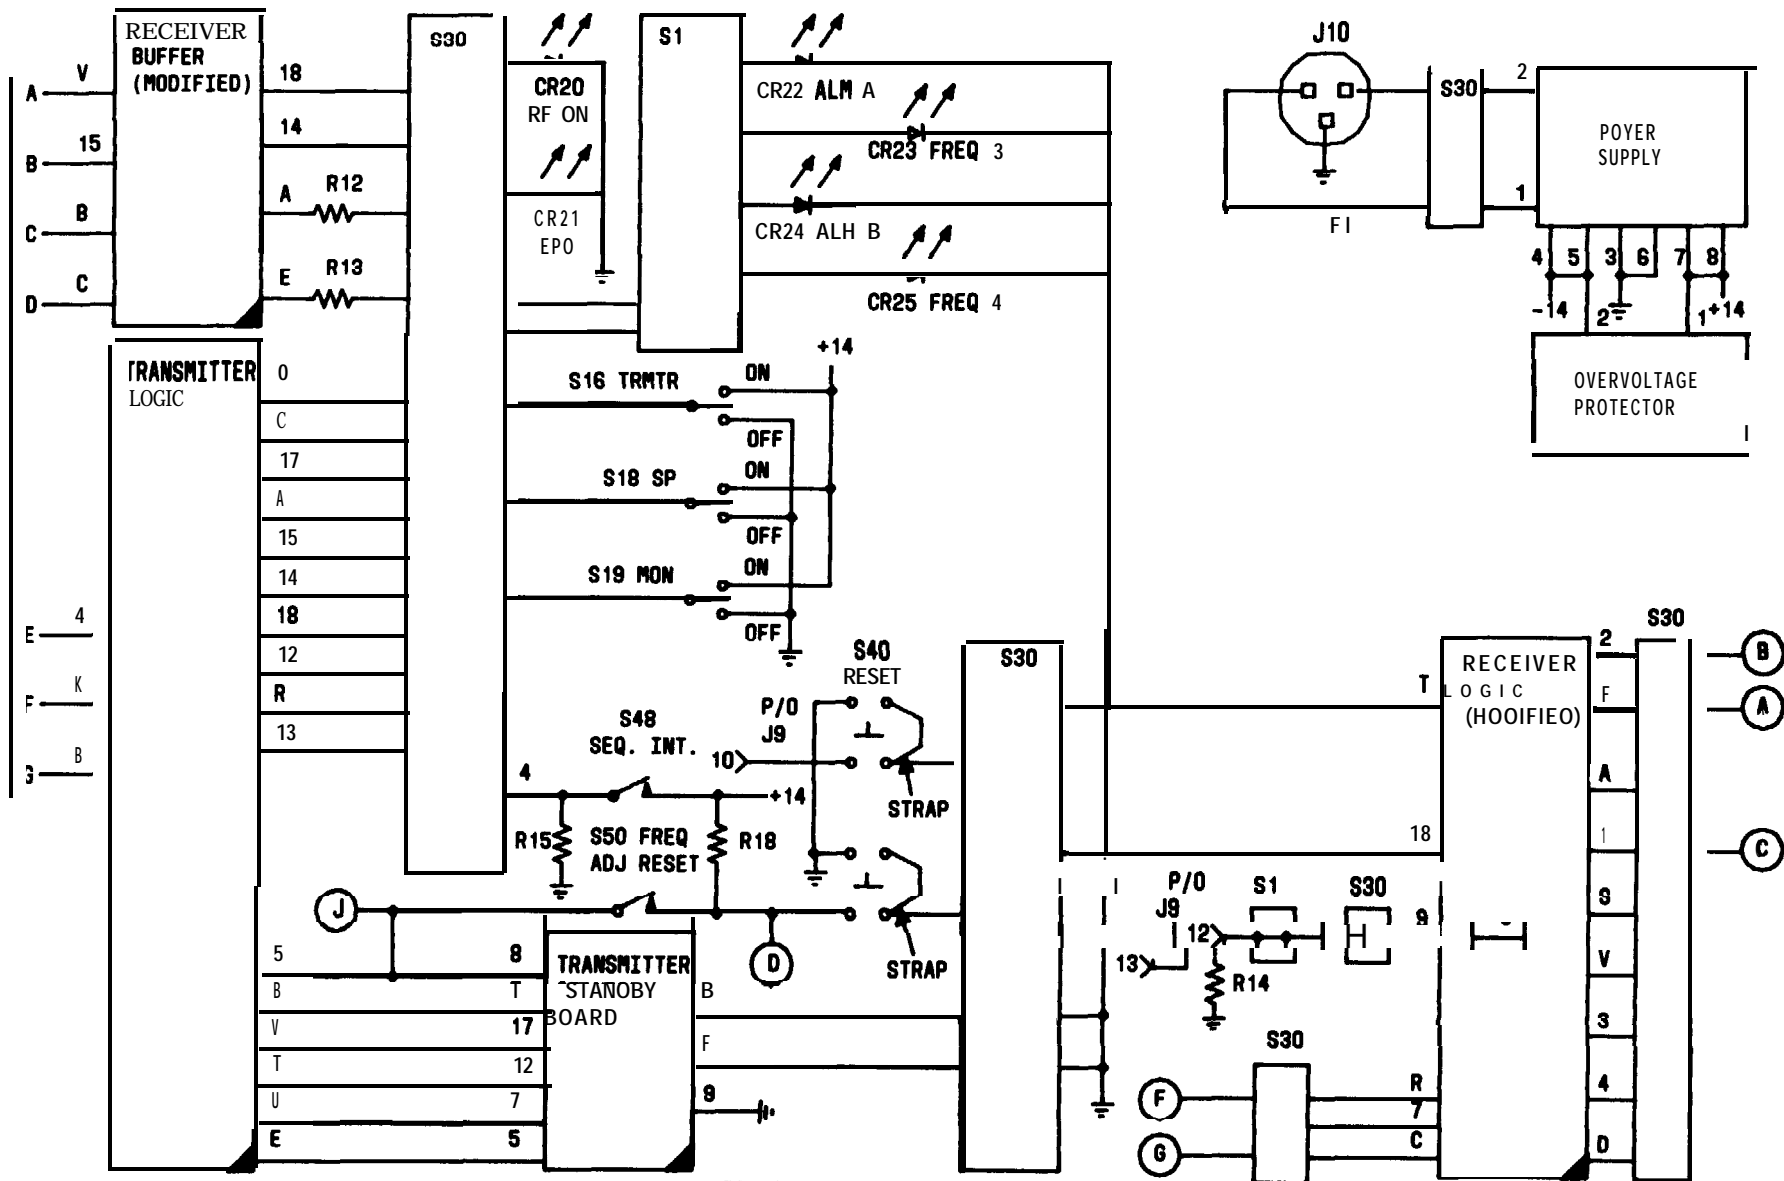 RECEIVER
BUFFER
(MODIFIED)
V
A
15
B
B
C
C
D
18
14
A
R12
E
R13
S30
CR20
RF ON
CR21
EPO
S1
CR22 ALM A
CR23 FREQ 3
CR24 ALH B
CR25 FREQ 4
J10
S30
2
1
FI
POYER
SUPPLY
4 5 3 6 7 8
-14
2
1
+14
OVERVOLTAGE
PROTECTOR
TRANSMITTER
LOGIC
0
C
17
A
15
14
18
12
R
13
4
E
K
F
B
G
+14
S16 TRMTR
ON
OFF
S18 SP
ON
OFF
S19 MON
ON
OFF
S40
RESET
P/O
J9
10
S48
SEQ. INT.
4
+14
STRAP
R15
S50 FREQ
ADJ RESET
R18
J
D
STRAP
5
B
V
T
U
E
8
T
17
12
7
5
TRANSMITTER
STANOBY
BOARD
B
F
9
S30
T
18
RECEIVER
LOGIC
(HOOIFIEO)
P/O
J9
12
13
S1
S30
9
R14
S30
F
G
R
7
C
2
F
A
1
S
V
3
4
D
S30
B
A
C